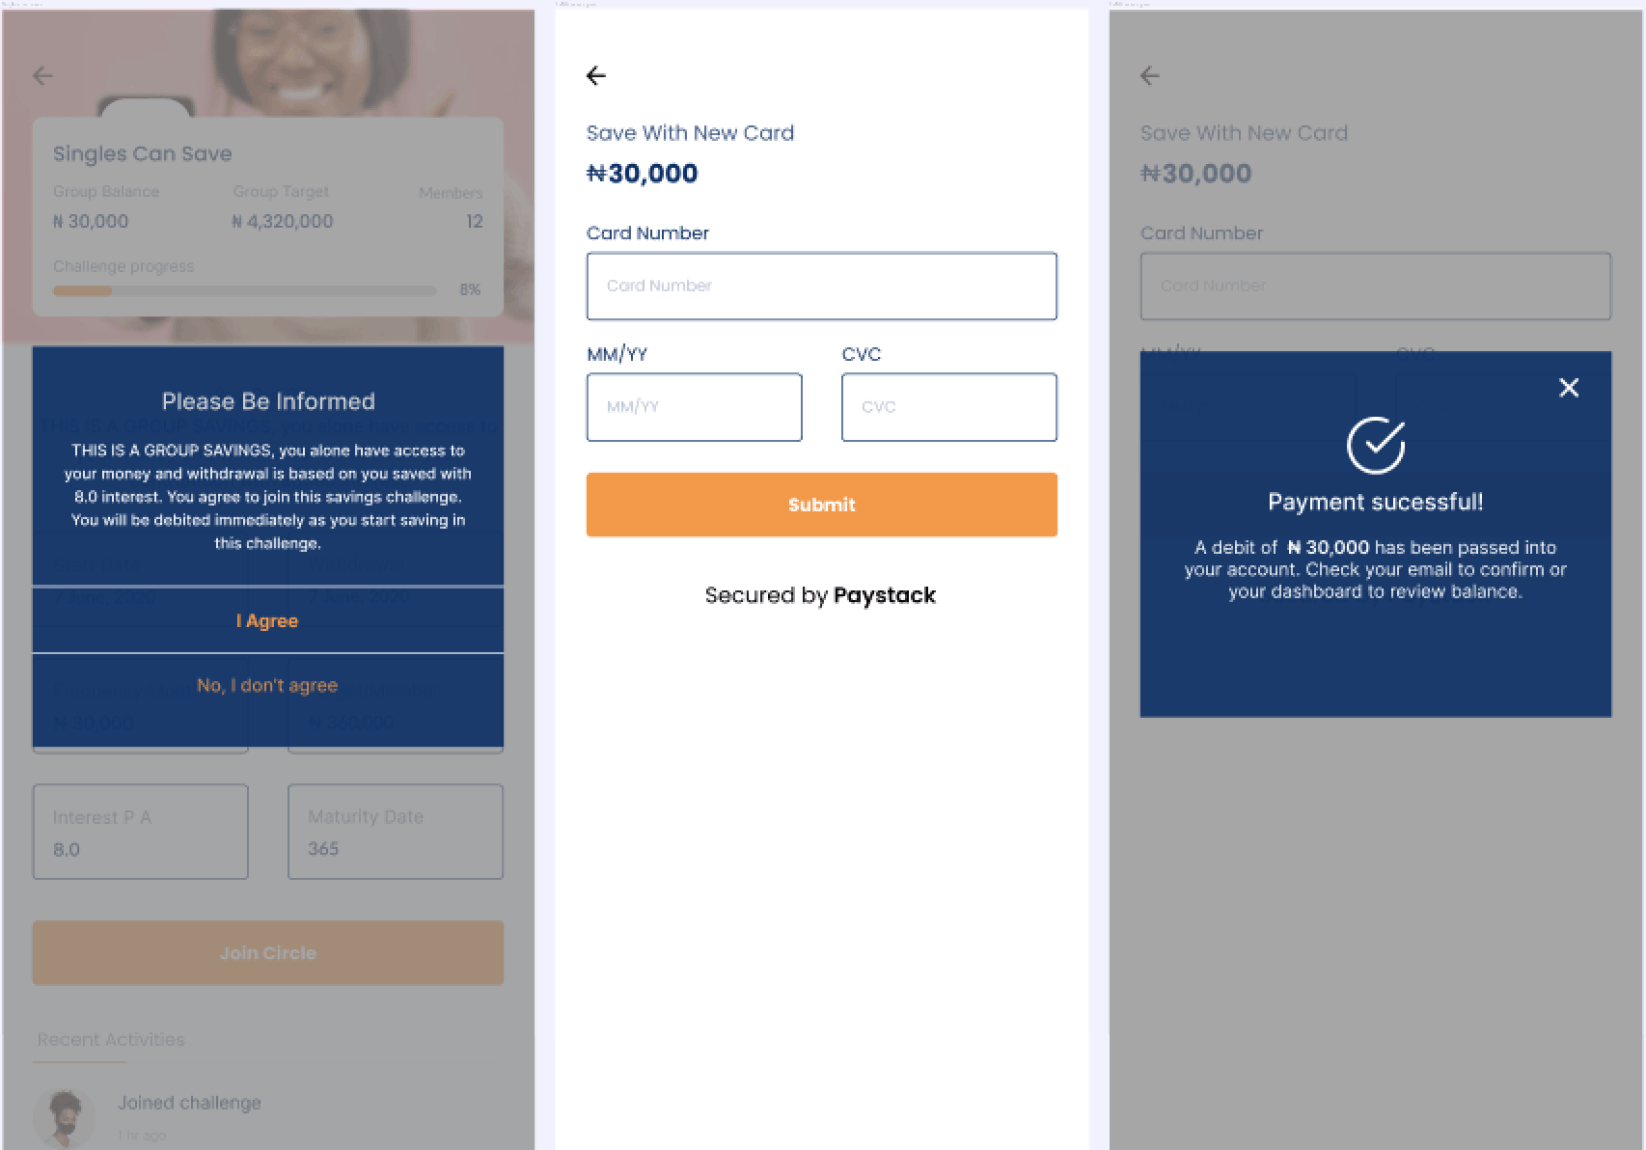 Singles Can Save
Group Balance Group Target Members
₦ 30,000 ₦ 4,320,000 12
Challenge progress
8%
Please Be Informed
THIS IS A GROUP SAVINGS, you alone have access to
your money and withdrawal is based on you saved with
8.0 interest. You agree to join this savings challenge.
You will be debited immediately as you start saving in
this challenge.
I Agree
No, I don't agree
₦ 30,000 ₦ 360,000
Interest P A Maturity Date
8.0 365
Join Circle
Recent Activities
Joined challenge
1 hr ago
Save With New Card
₦30,000
Card Number
Card Number
MM/YY CVC
MM/YY CVC
Submit
Secured by Paystack
Save With New Card
₦30,000
Card Number
Card Number
MM/YY CVC
Payment sucessful!
A debit of ₦ 30,000 has been passed into
your account. Check your email to confirm or
your dashboard to review balance.